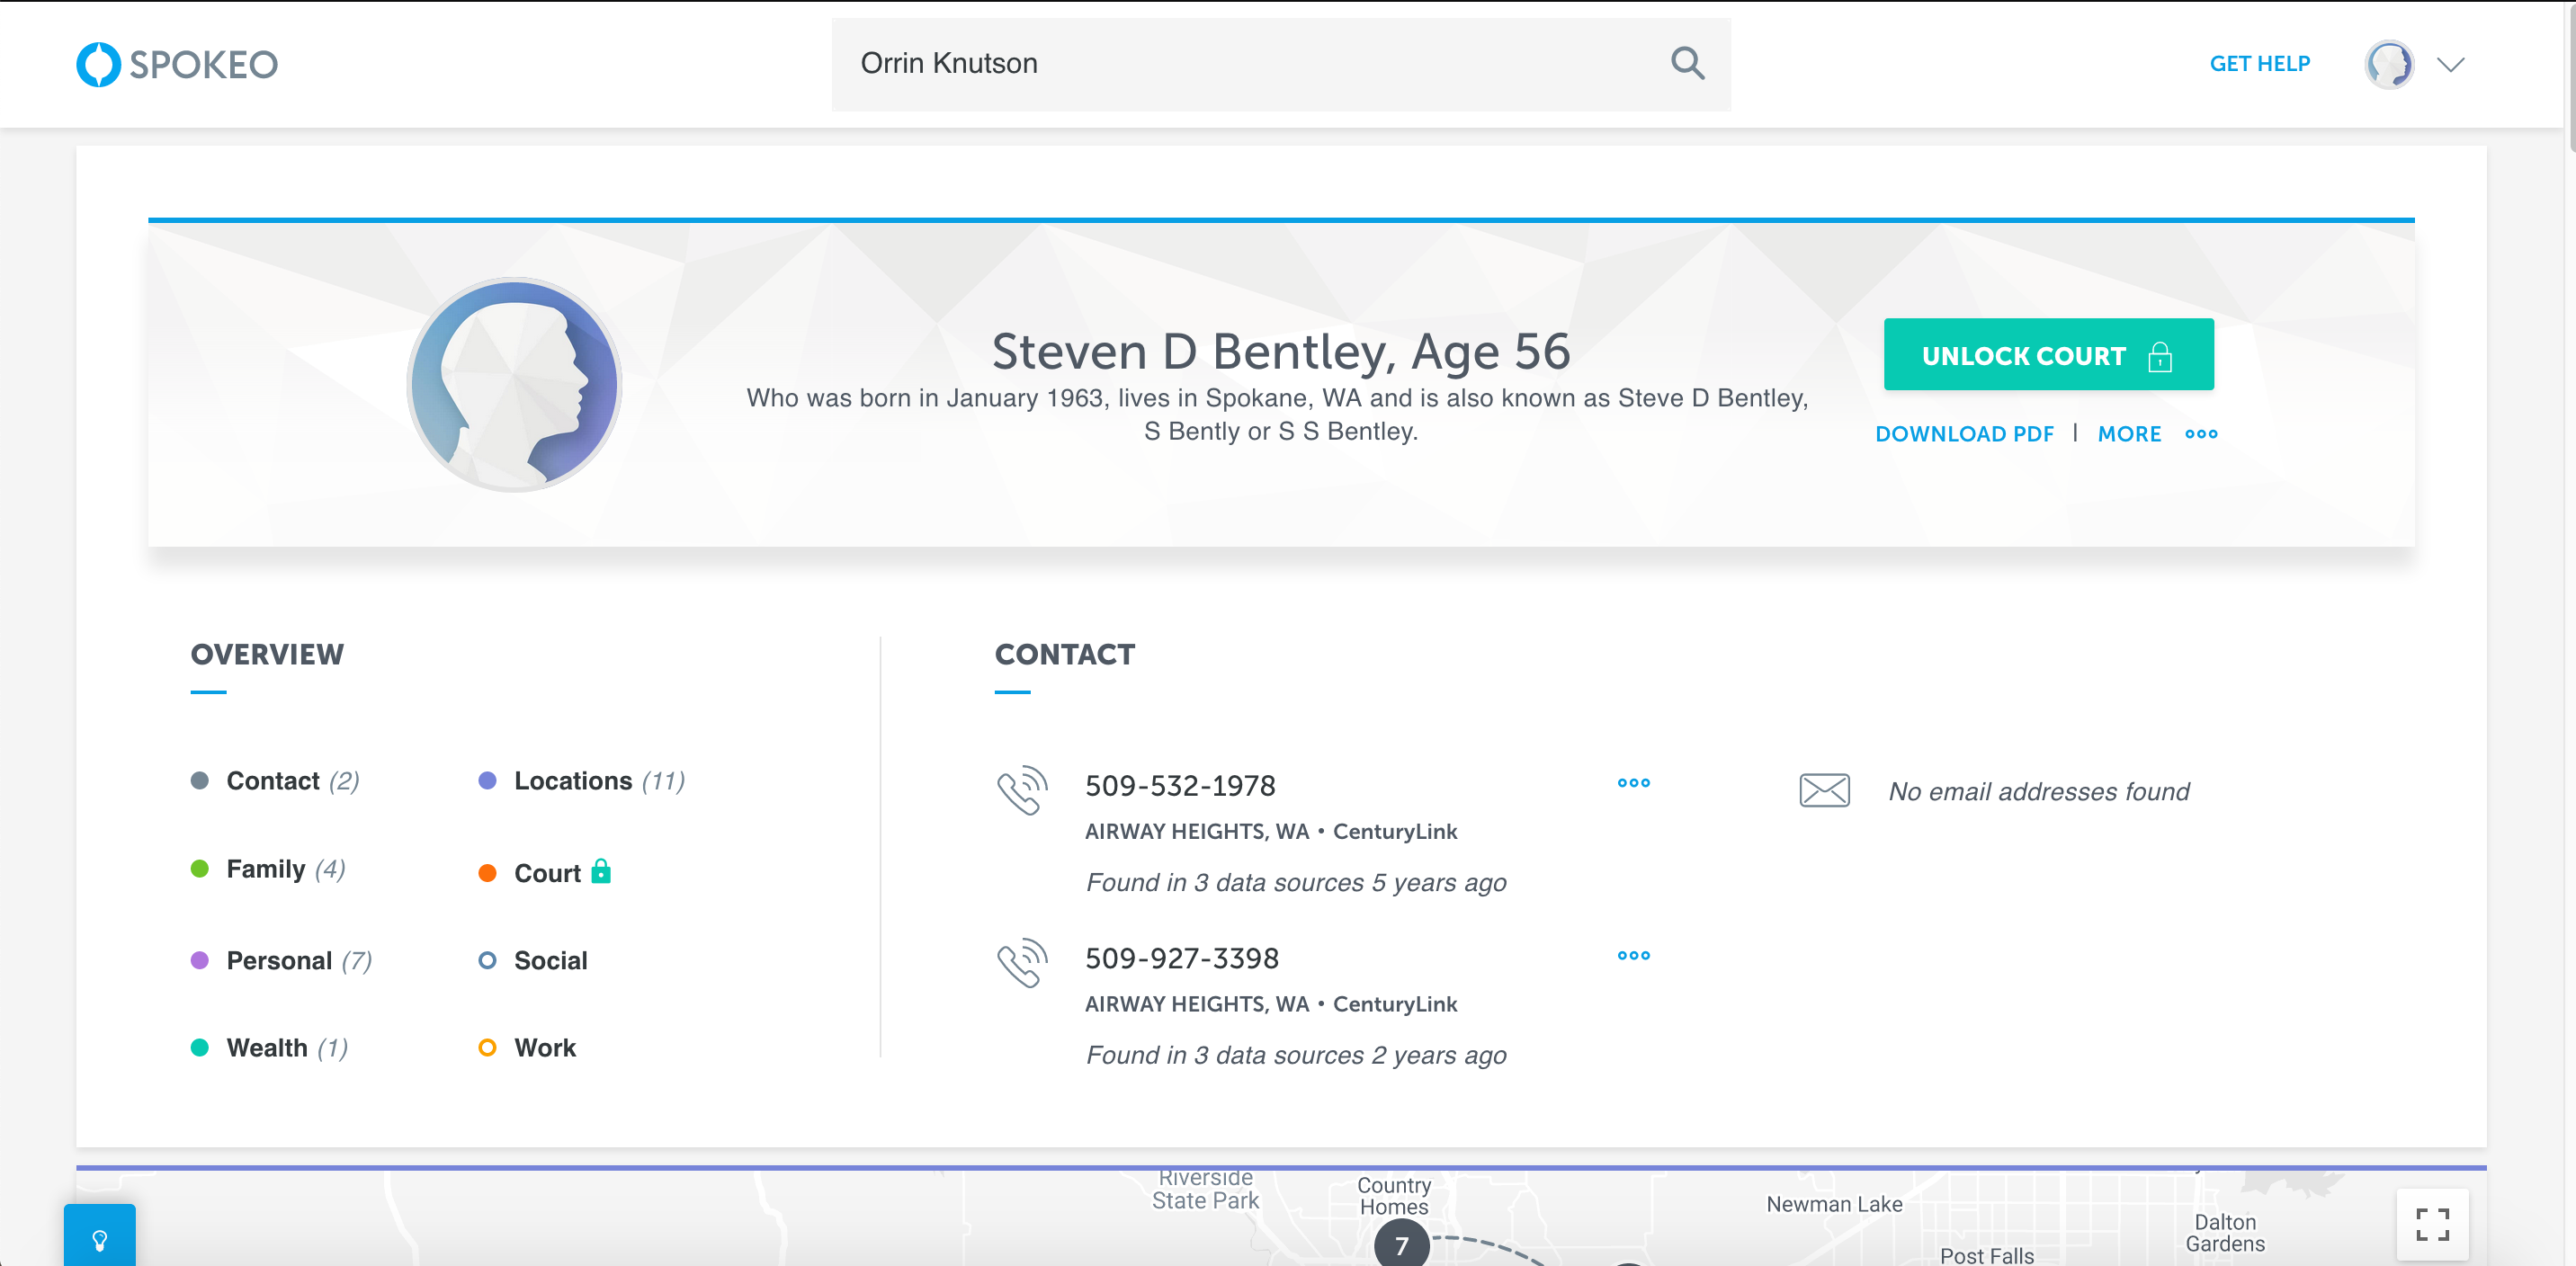 SPOKEO
Orrin Knutson
GET HELP
Steven D Bentley, Age 56
Who was born in January 1963, lives in Spokane, WA and is also known as Steve D Bentley,
S Bently or S S Bentley.
UNLOCK COURT
DOWNLOAD PDF | MORE
OVERVIEW
Contact (2)
Locations (11)
Family (4)
Court
Personal (7)
Social
Wealth (1)
Work
CONTACT
509-532-1978
AIRWAY HEIGHTS, WA • CenturyLink
Found in 3 data sources 5 years ago
509-927-3398
AIRWAY HEIGHTS, WA • CenturyLink
Found in 3 data sources 2 years ago
No email addresses found
Riverside
State Park
Country
Homes
7
Newman Lake
Post Falls
Dalton
Gardens